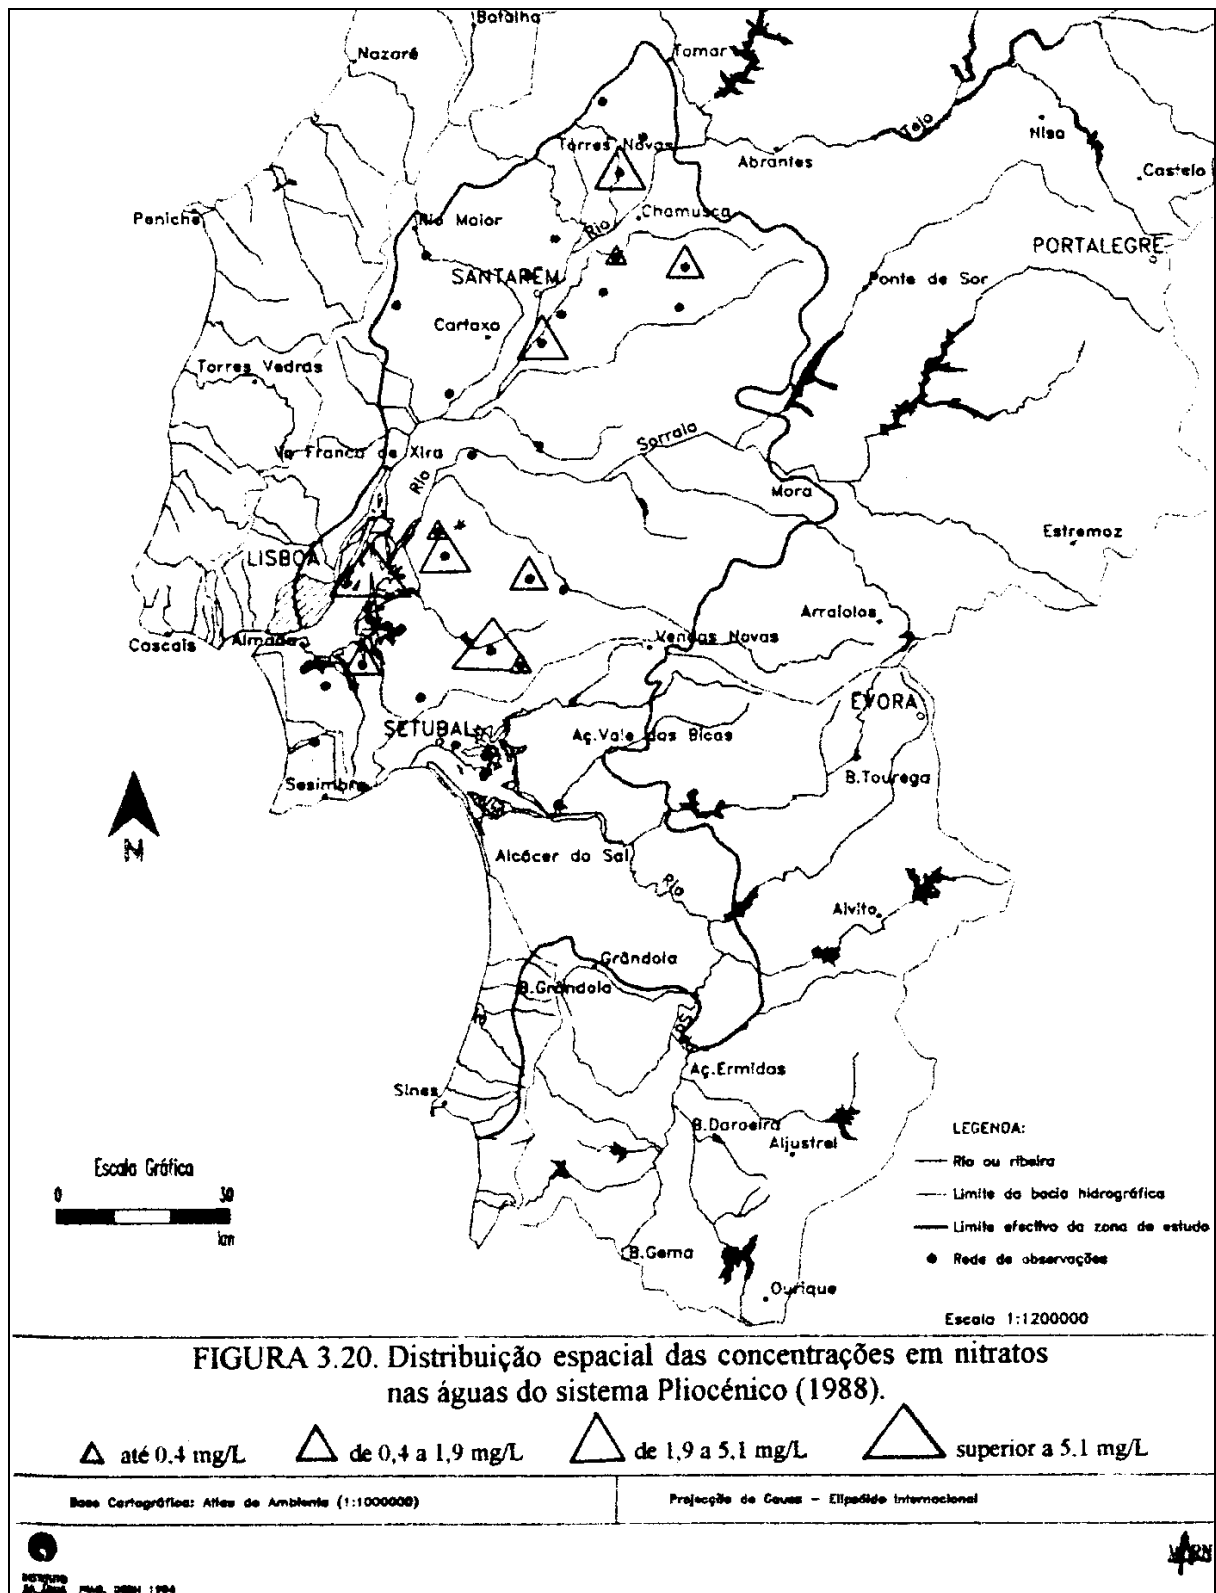 Batalha
Nazaré
Tomar
Tejo
Nisa
Torres Novas
Abrantes
Castelo
Peniche
Rio Maior
Chamusca
Rio
PORTALEGRE
SANTARÉM
Ponte de Sor
Cartaxo
Torres Vedras
Sorraia
Va Franca de Xira
Rio
Mora
Estremoz
LISBOA
Arraiolos
Cascais
Almada
Vendas Novas
ÉVORA
SETUBAL
Aç.Vale das Bicas
B.Tourega
Sesimbra
N
Alcácer do Sal
Rio
Alvito
Grândola
B.Grândola
Aç.Ermidas
Sines
B.Daroeira
Aljustrel
LEGENDA:
Rio ou ribeira
Limite da bacia hidrográfica
Limite efectivo da zona de estudo
Rede de observações
Escala Gráfica
0 30
km
B.Gema
Ourique
Escala 1:1200000
FIGURA 3.20. Distribuição espacial das concentrações em nitratos
nas águas do sistema Pliocénico (1988).
até 0,4 mg/L de 0,4 a 1,9 mg/L de 1,9 a 5,1 mg/L superior a 5.1 mg/L
Base Cartográfica: Atlas do Ambiente (1:1000000) Projecção de Gauss - Elipsóide Internacional
INSTITUTO
DA ÁGUA